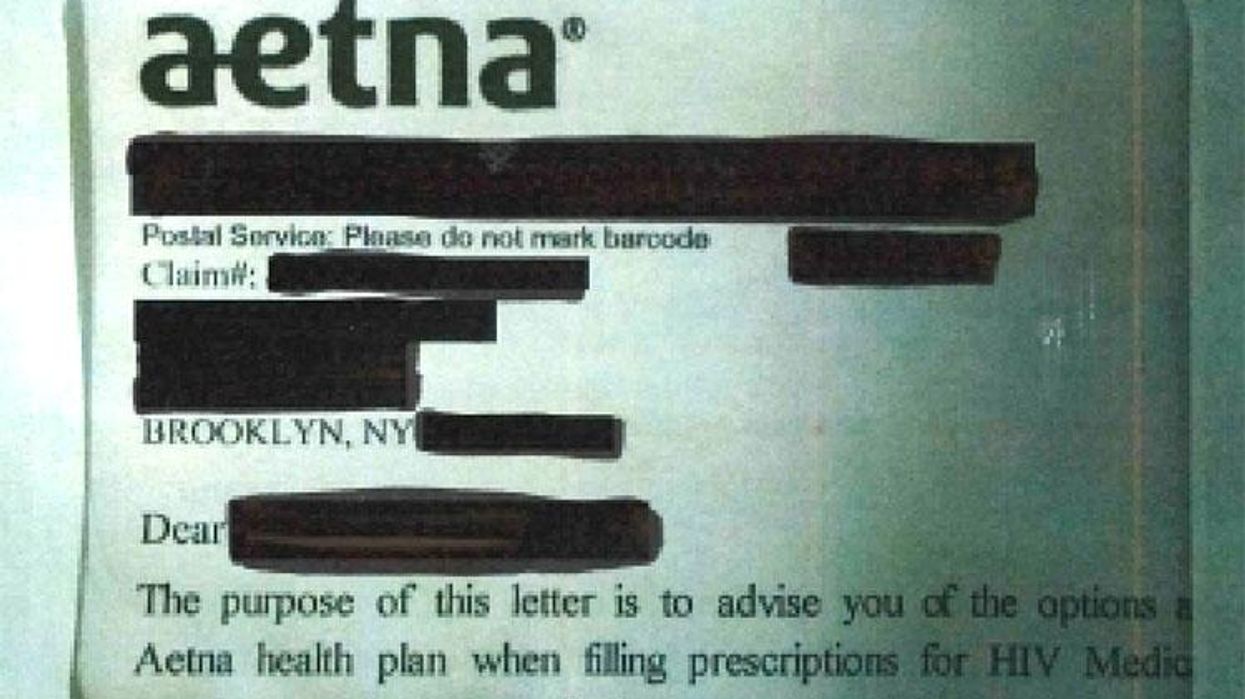 aetna®
Postal Service: Please do not mark barcode
Claim#:
BROOKLYN, NY
Dear
The purpose of this letter is to advise you of the options a
Aetna health plan when filling prescriptions for HIV Medic